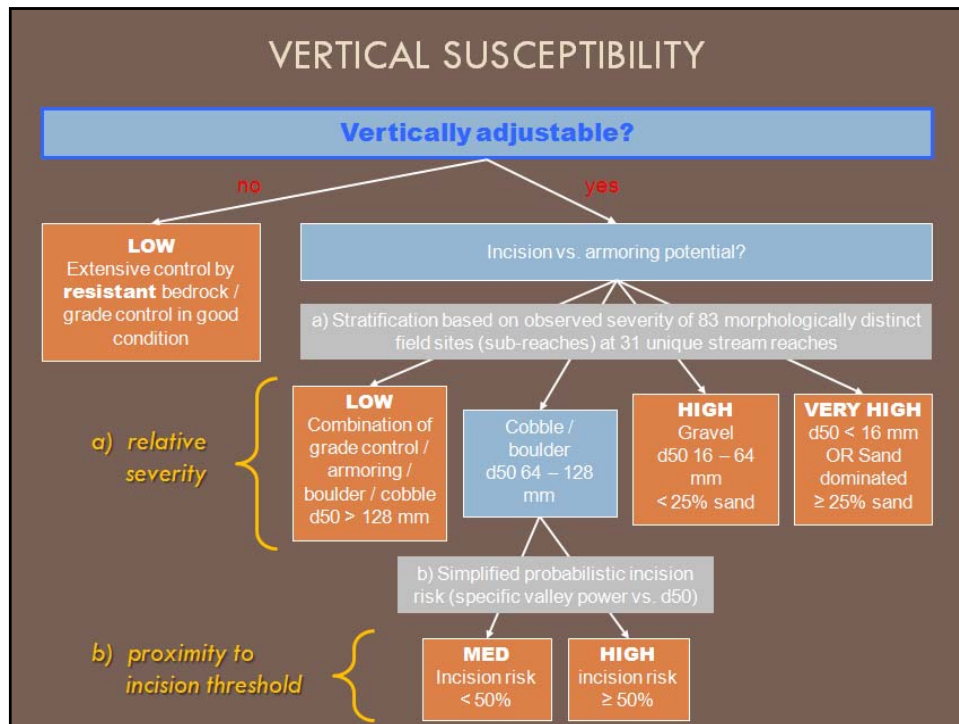 VERTICAL SUSCEPTIBILITY
Vertically adjustable?
no
yes
LOW
Extensive control by
resistant bedrock /
grade control in good
condition
Incision vs. armoring potential?
a) Stratification based on observed severity of 83 morphologically distinct
field sites (sub-reaches) at 31 unique stream reaches
a) relative
severity
LOW
Combination of
grade control /
armoring /
boulder / cobble
d50 > 128 mm
Cobble /
boulder
d50 64 – 128
mm
HIGH
Gravel
d50 16 – 64
mm
< 25% sand
VERY HIGH
d50 < 16 mm
OR Sand
dominated
≥ 25% sand
b) Simplified probabilistic incision
risk (specific valley power vs. d50)
b) proximity to
incision threshold
MED
Incision risk
< 50%
HIGH
incision risk
≥ 50%